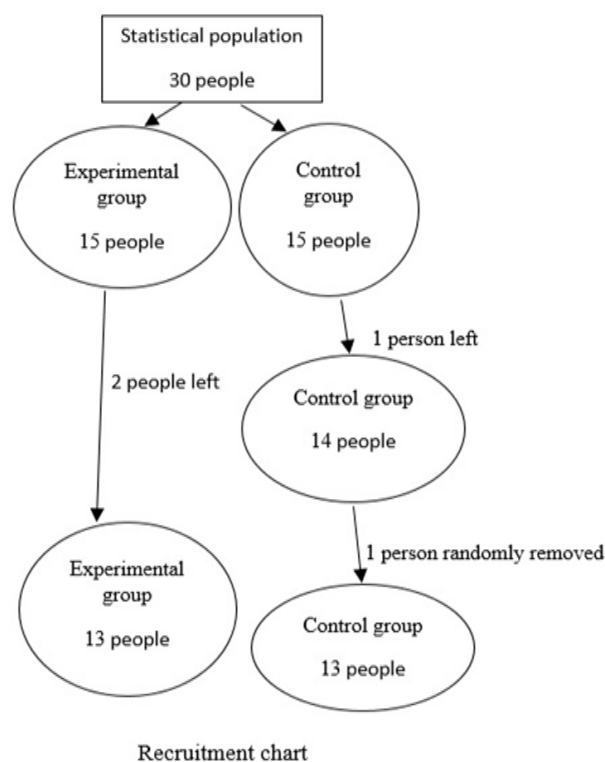 Statistical population
30 people
Experimental
group
15 people
Control
group
15 people
1 person left
2 people left
Control group
14 people
1 person randomly removed
Experimental
group
13 people
Control group
13 people
Recruitment chart